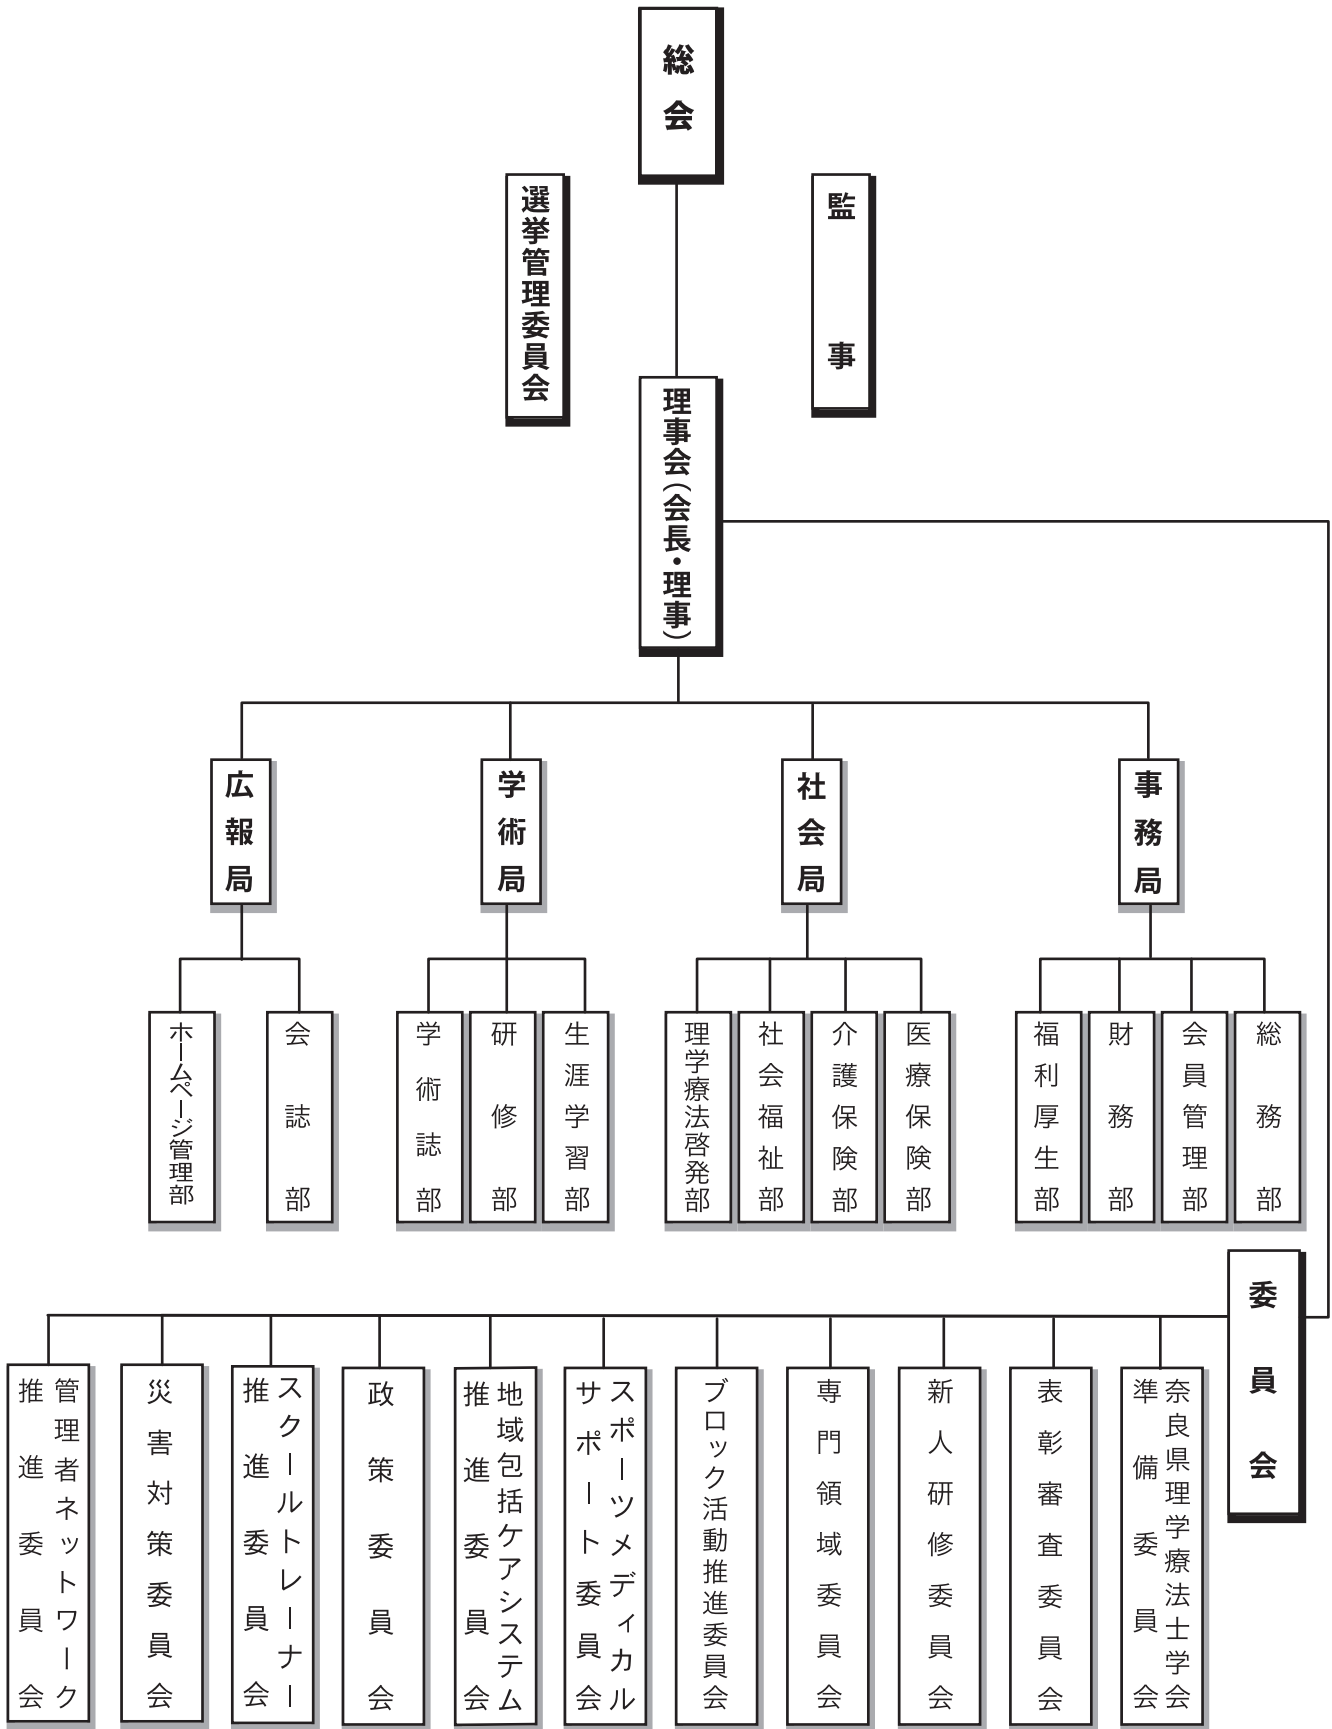 総会
選挙管理委員会
監事
理事会(会長・理事)
広報局
学術局
社会局
事務局
ホームページ管理部
会誌部
学術誌部
研修部
生涯学習部
理学療法啓発部
社会福祉部
介護保険部
医療保険部
福利厚生部
財務部
会員管理部
総務部
委員会
管理者ネットワーク
推進委員会
災害対策委員会
スクールトレーナー
推進委員会
政策委員会
地域包括ケアシステム
推進委員会
スポーツメディカル
サポート委員会
ブロック活動推進委員会
専門領域委員会
新人研修委員会
表彰審査委員会
奈良県理学療法士学会
準備委員会